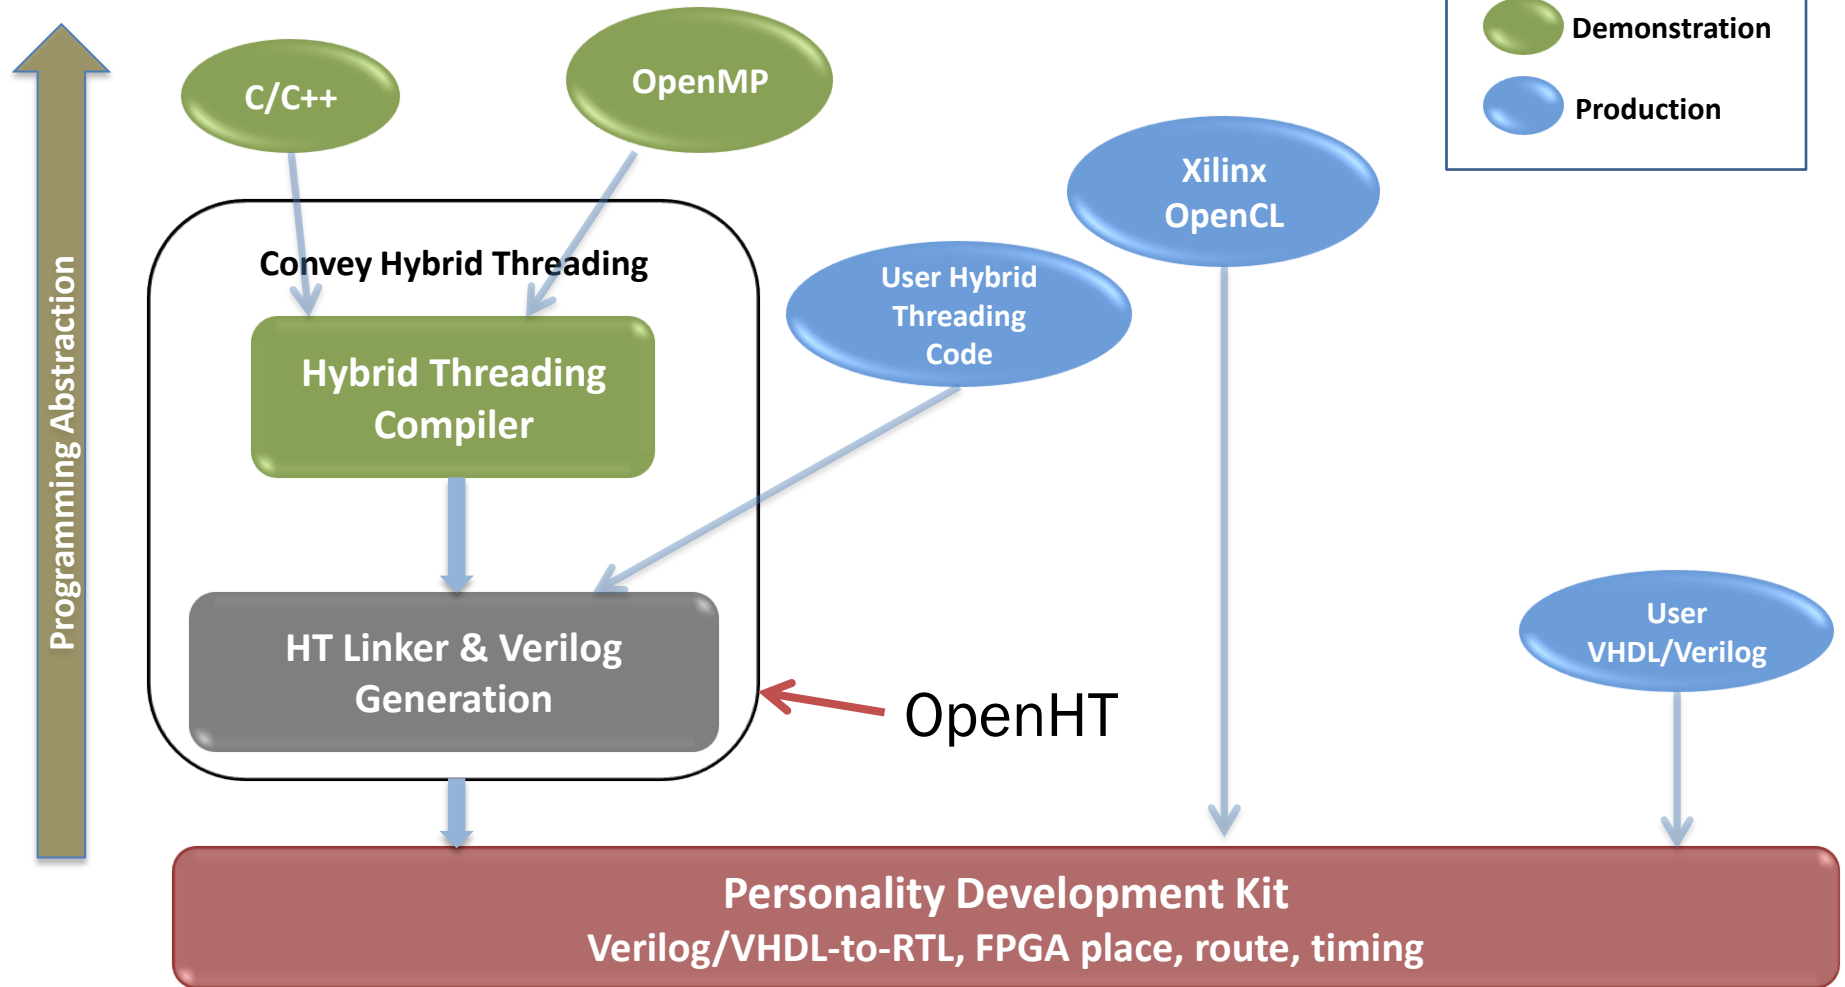 Demonstration
Production
C/C++
OpenMP
Xilinx
OpenCL
Convey Hybrid Threading
User Hybrid
Threading
Code
Programming Abstraction
Hybrid Threading
Compiler
HT Linker & Verilog
Generation
OpenHT
User
VHDL/Verilog
Personality Development Kit
Verilog/VHDL-to-RTL, FPGA place, route, timing